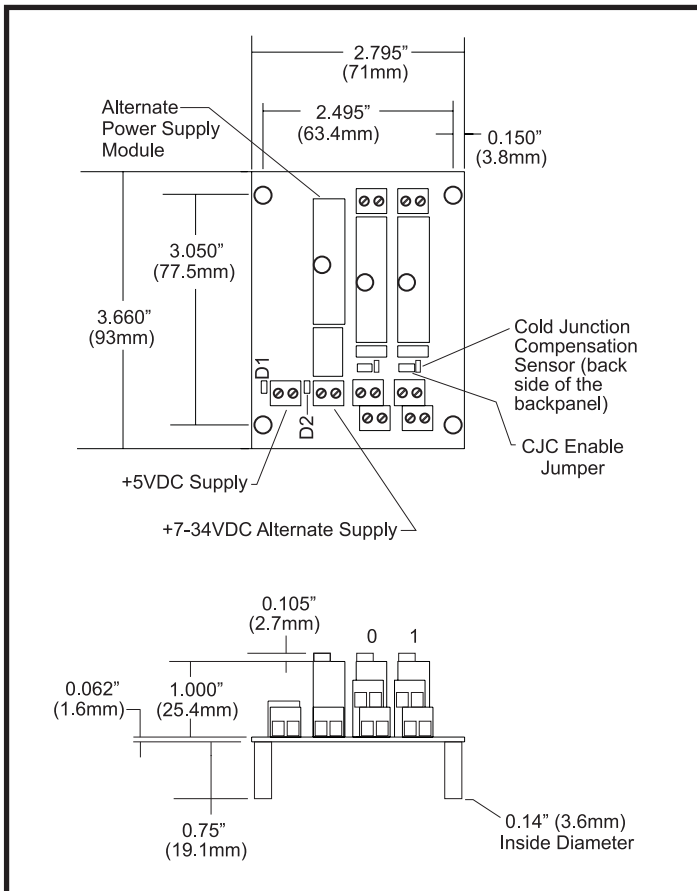 2.795”
(71mm)
Alternate
Power Supply
Module
2.495”
(63.4mm)
0.150”
(3.8mm)
3.050”
(77.5mm)
3.660”
(93mm)
Cold Junction
Compensation
Sensor (back
side of the
backpanel)
D1
D2
CJC Enable
Jumper
+5VDC Supply
+7-34VDC Alternate Supply
0.105”
(2.7mm)
0
1
0.062”
(1.6mm)
1.000”
(25.4mm)
0.75”
(19.1mm)
0.14” (3.6mm)
Inside Diameter